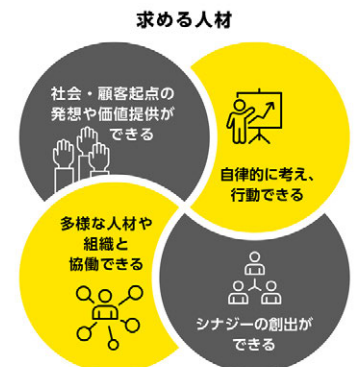 求める人材
社会・顧客起点の
発想や価値提供が
できる
自律的に考え、
行動できる
多様な人材や
組織と
協働できる
シナジーの創出が
できる